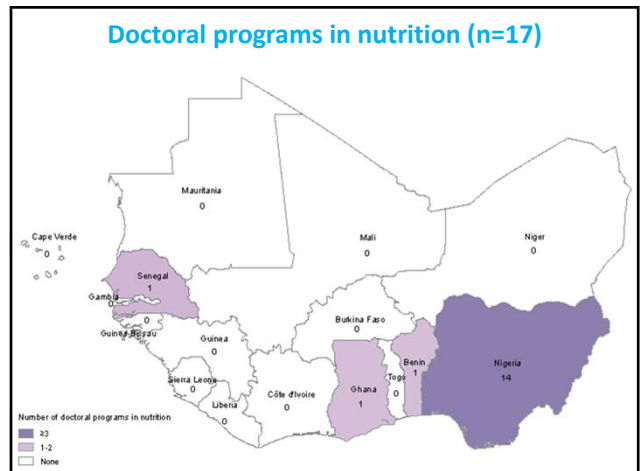 Doctoral programs in nutrition (n=17)
Mauritania
0
Cape Verde
0
Mali
0
Niger
0
Senegal
1
Gambia
0
0
Guinea-Bissau
Guinea
0
Burkina Faso
0
Sierra Leone
0
Liberia
0
Côte d'Ivoire
0
Ghana
1
Togo
0
Benin
1
Nigeria
14
Number of doctoral programs in nutrition
≥3
1-2
None